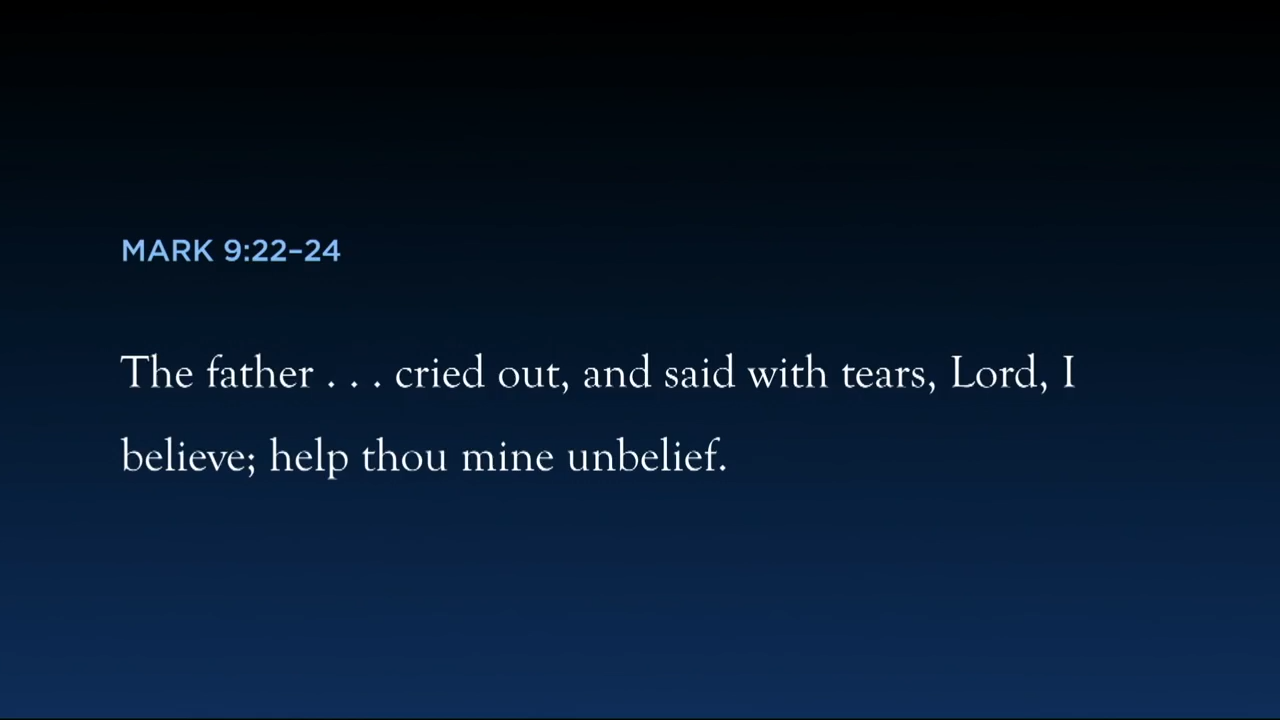 MARK 9:22–24
The father . . . cried out, and said with tears, Lord, I
believe; help thou mine unbelief.